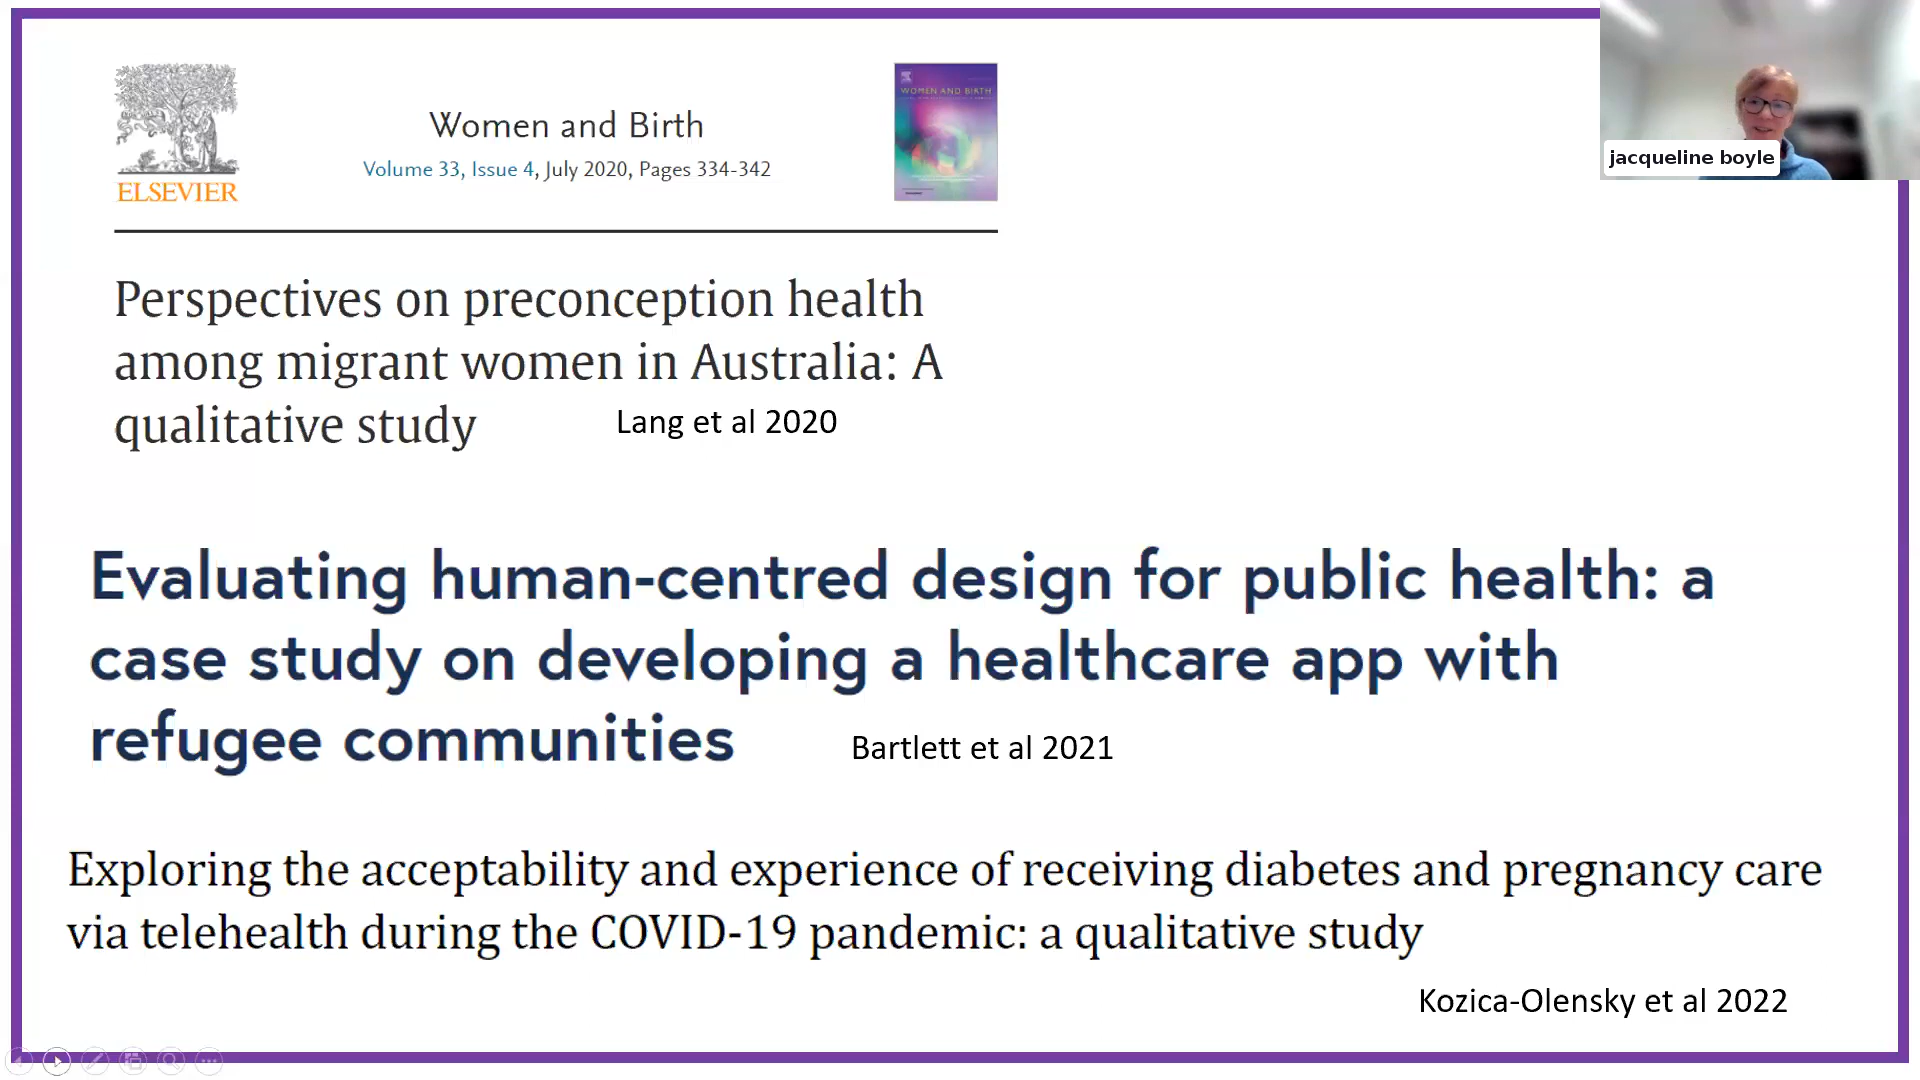 jacqueline boyle
ELSEVIER
Women and Birth
Volume 33, Issue 4, July 2020, Pages 334-342
WOMEN AND BIRTH
Perspectives on preconception health
among migrant women in Australia: A
qualitative study
Lang et al 2020
Evaluating human-centred design for public health: a
case study on developing a healthcare app with
refugee communities
Bartlett et al 2021
Exploring the acceptability and experience of receiving diabetes and pregnancy care
via telehealth during the COVID-19 pandemic: a qualitative study
Kozica-Olensky et al 2022